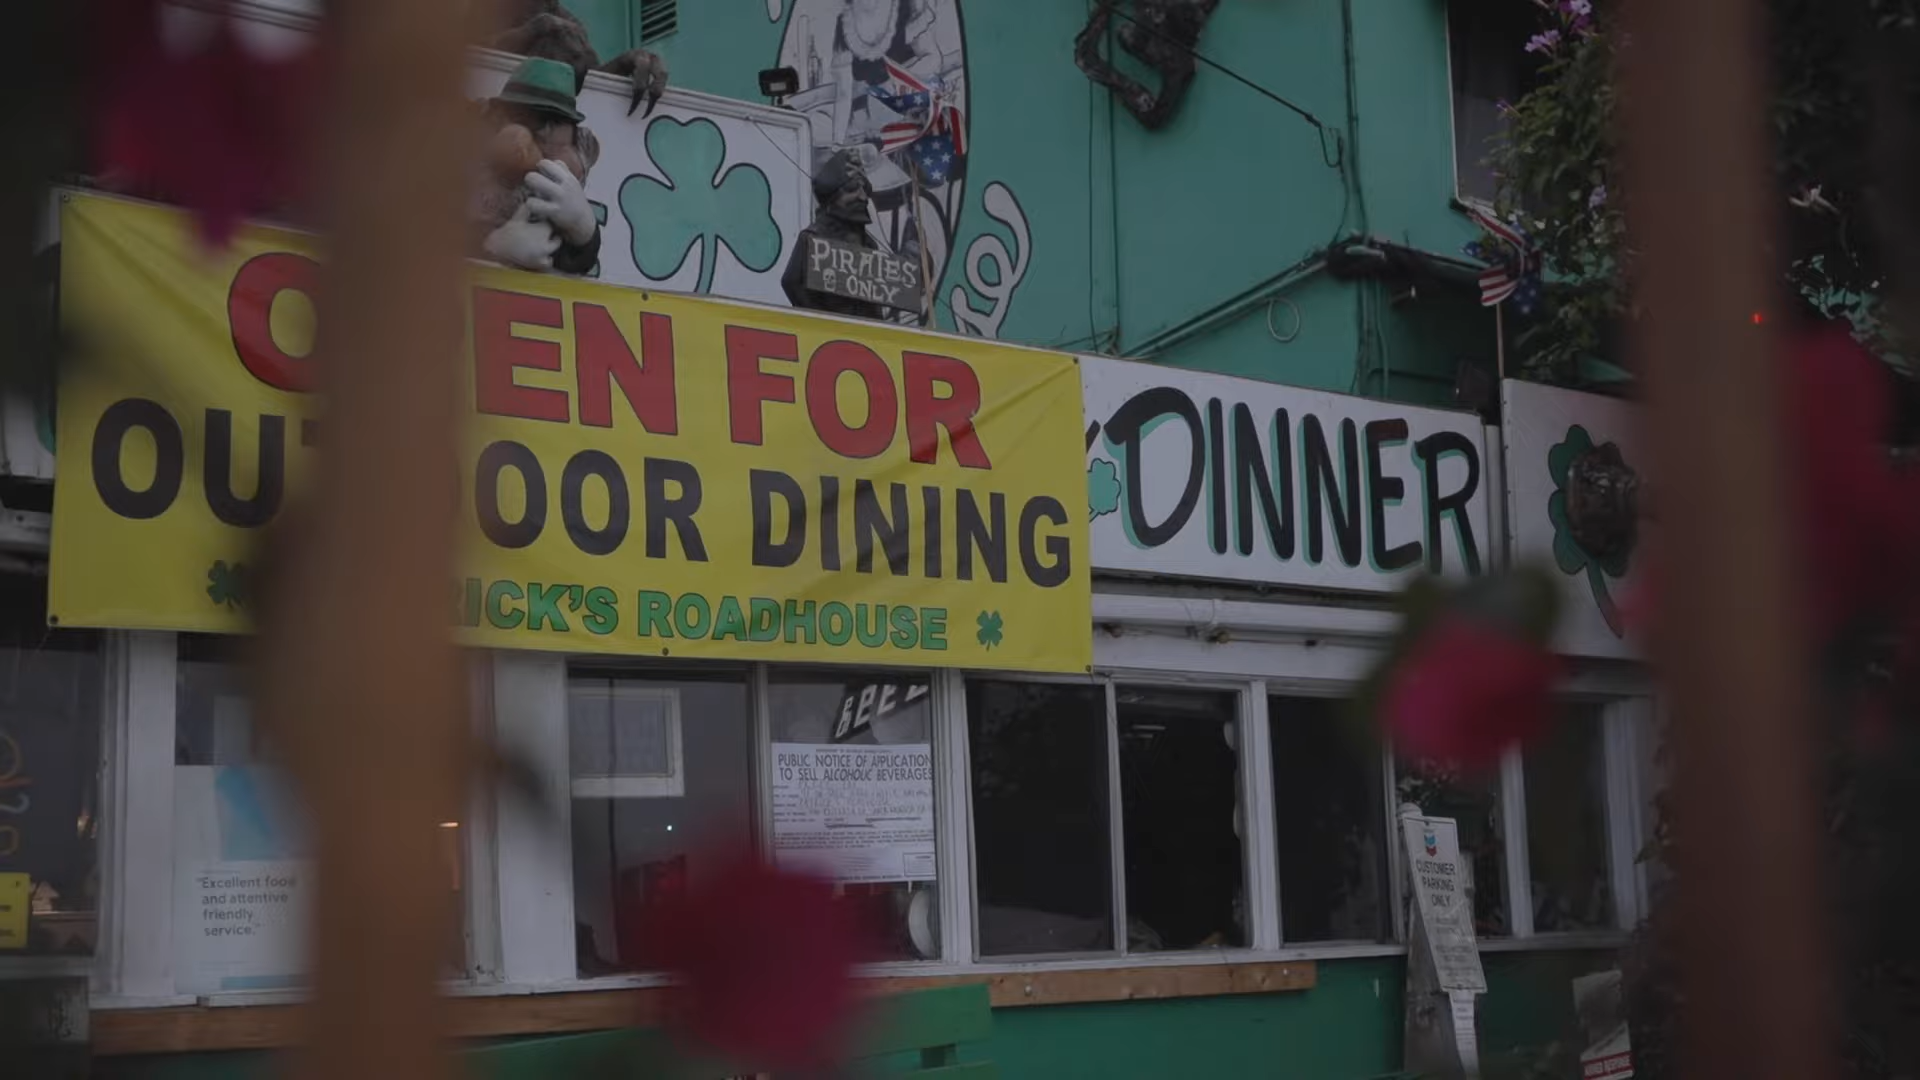 PIRATES
ONLY
O EN FOR
OU OOR DINING
ICK'S ROADHOUSE
DINNER
PUBLIC NOTICE OF APPLICATION
TO SELL ALCOHOLIC BEVERAGES
"Excellent food
and attentive
friendly
service."
CUSTOMER
PARKING
ONLY